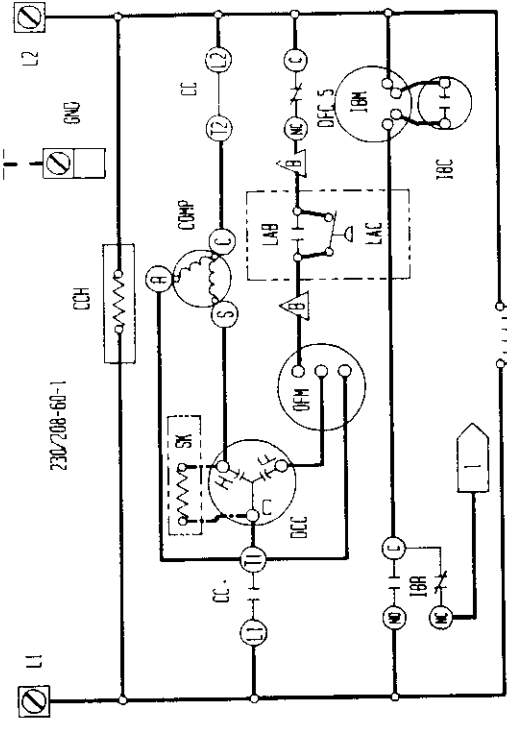 L1
L2
230/208-60-1
GND
CCH
CC
L2
T2
COMP
R
C
S
SK
H
F
C
DCC
CC
L1
T1
OFM
B
B
LAB
LAC
NC
C
DFC 5
IBM
IBC
IBR
NO
C
NC
1